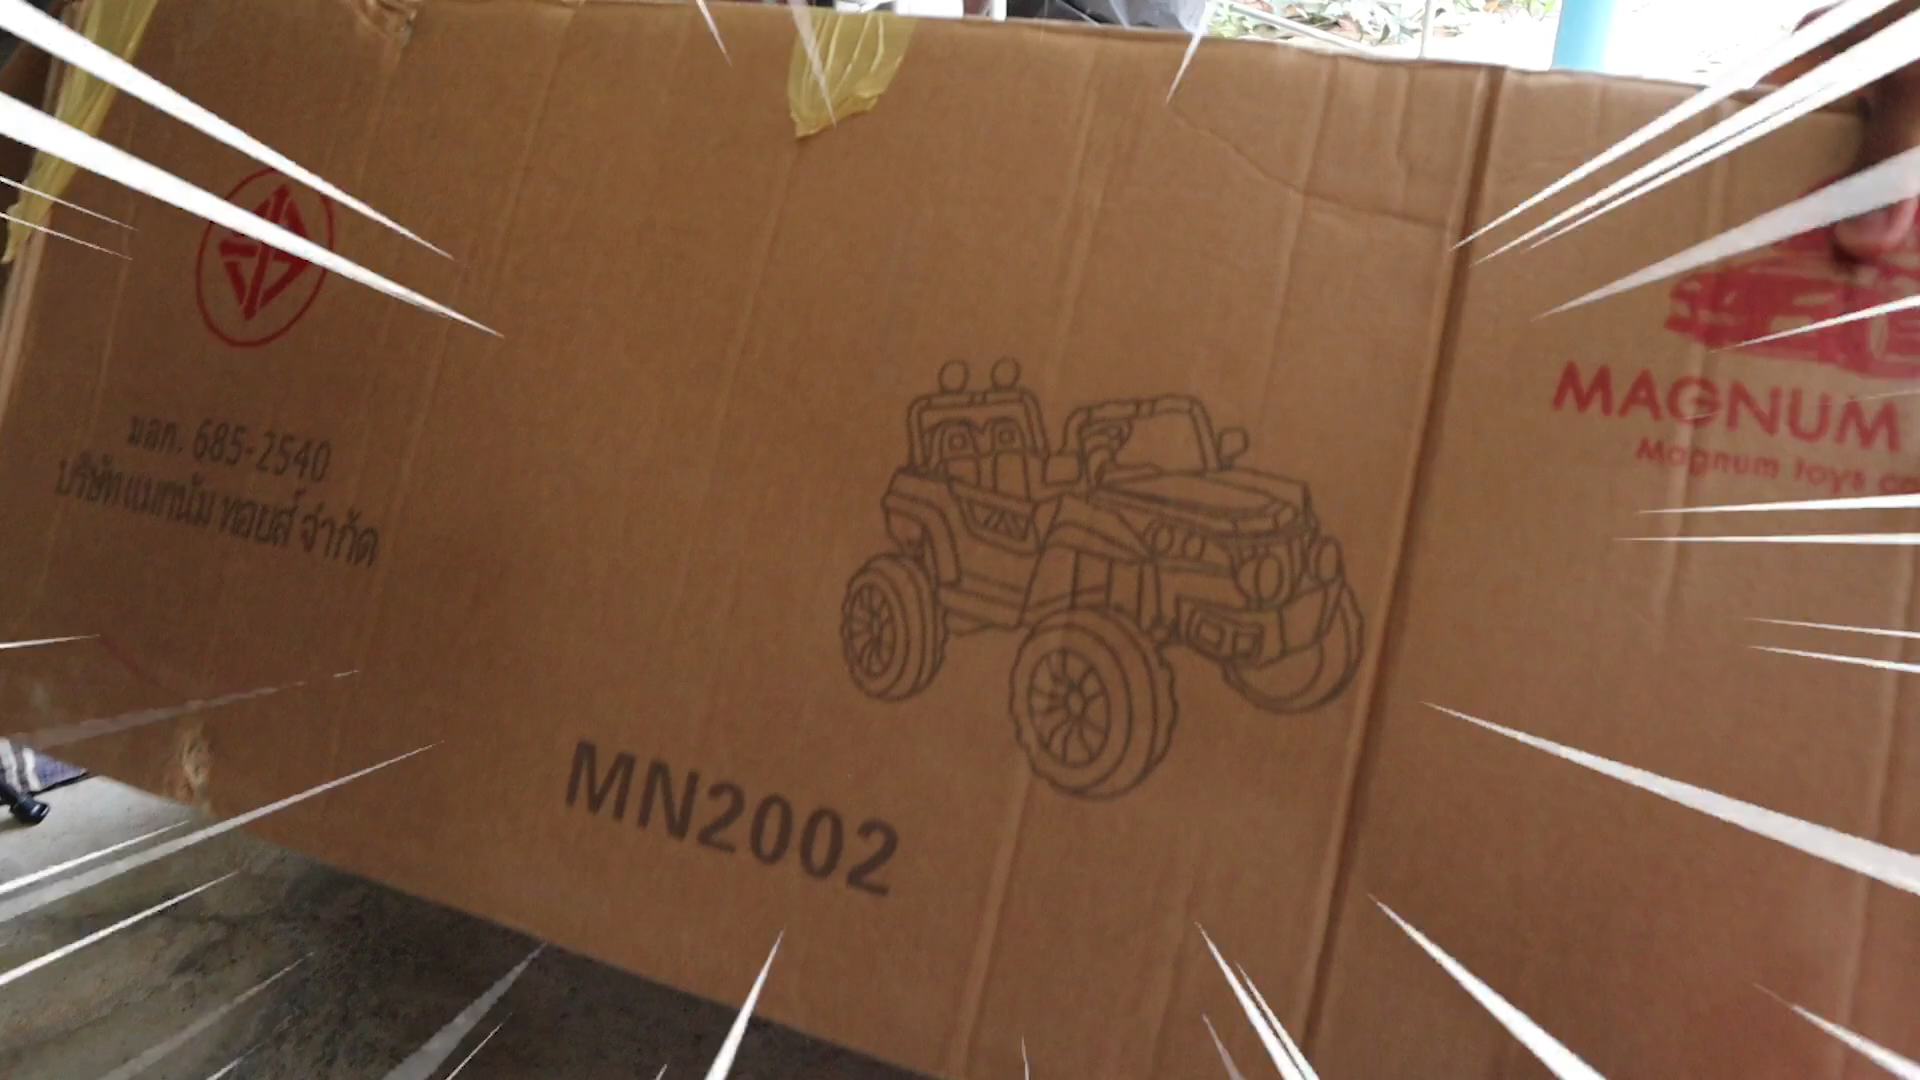 มอก. 685-2540
บริษัท แมกนั่ม ทอยส์ จำกัด
MN2002
MAGNUM
Magnum toys